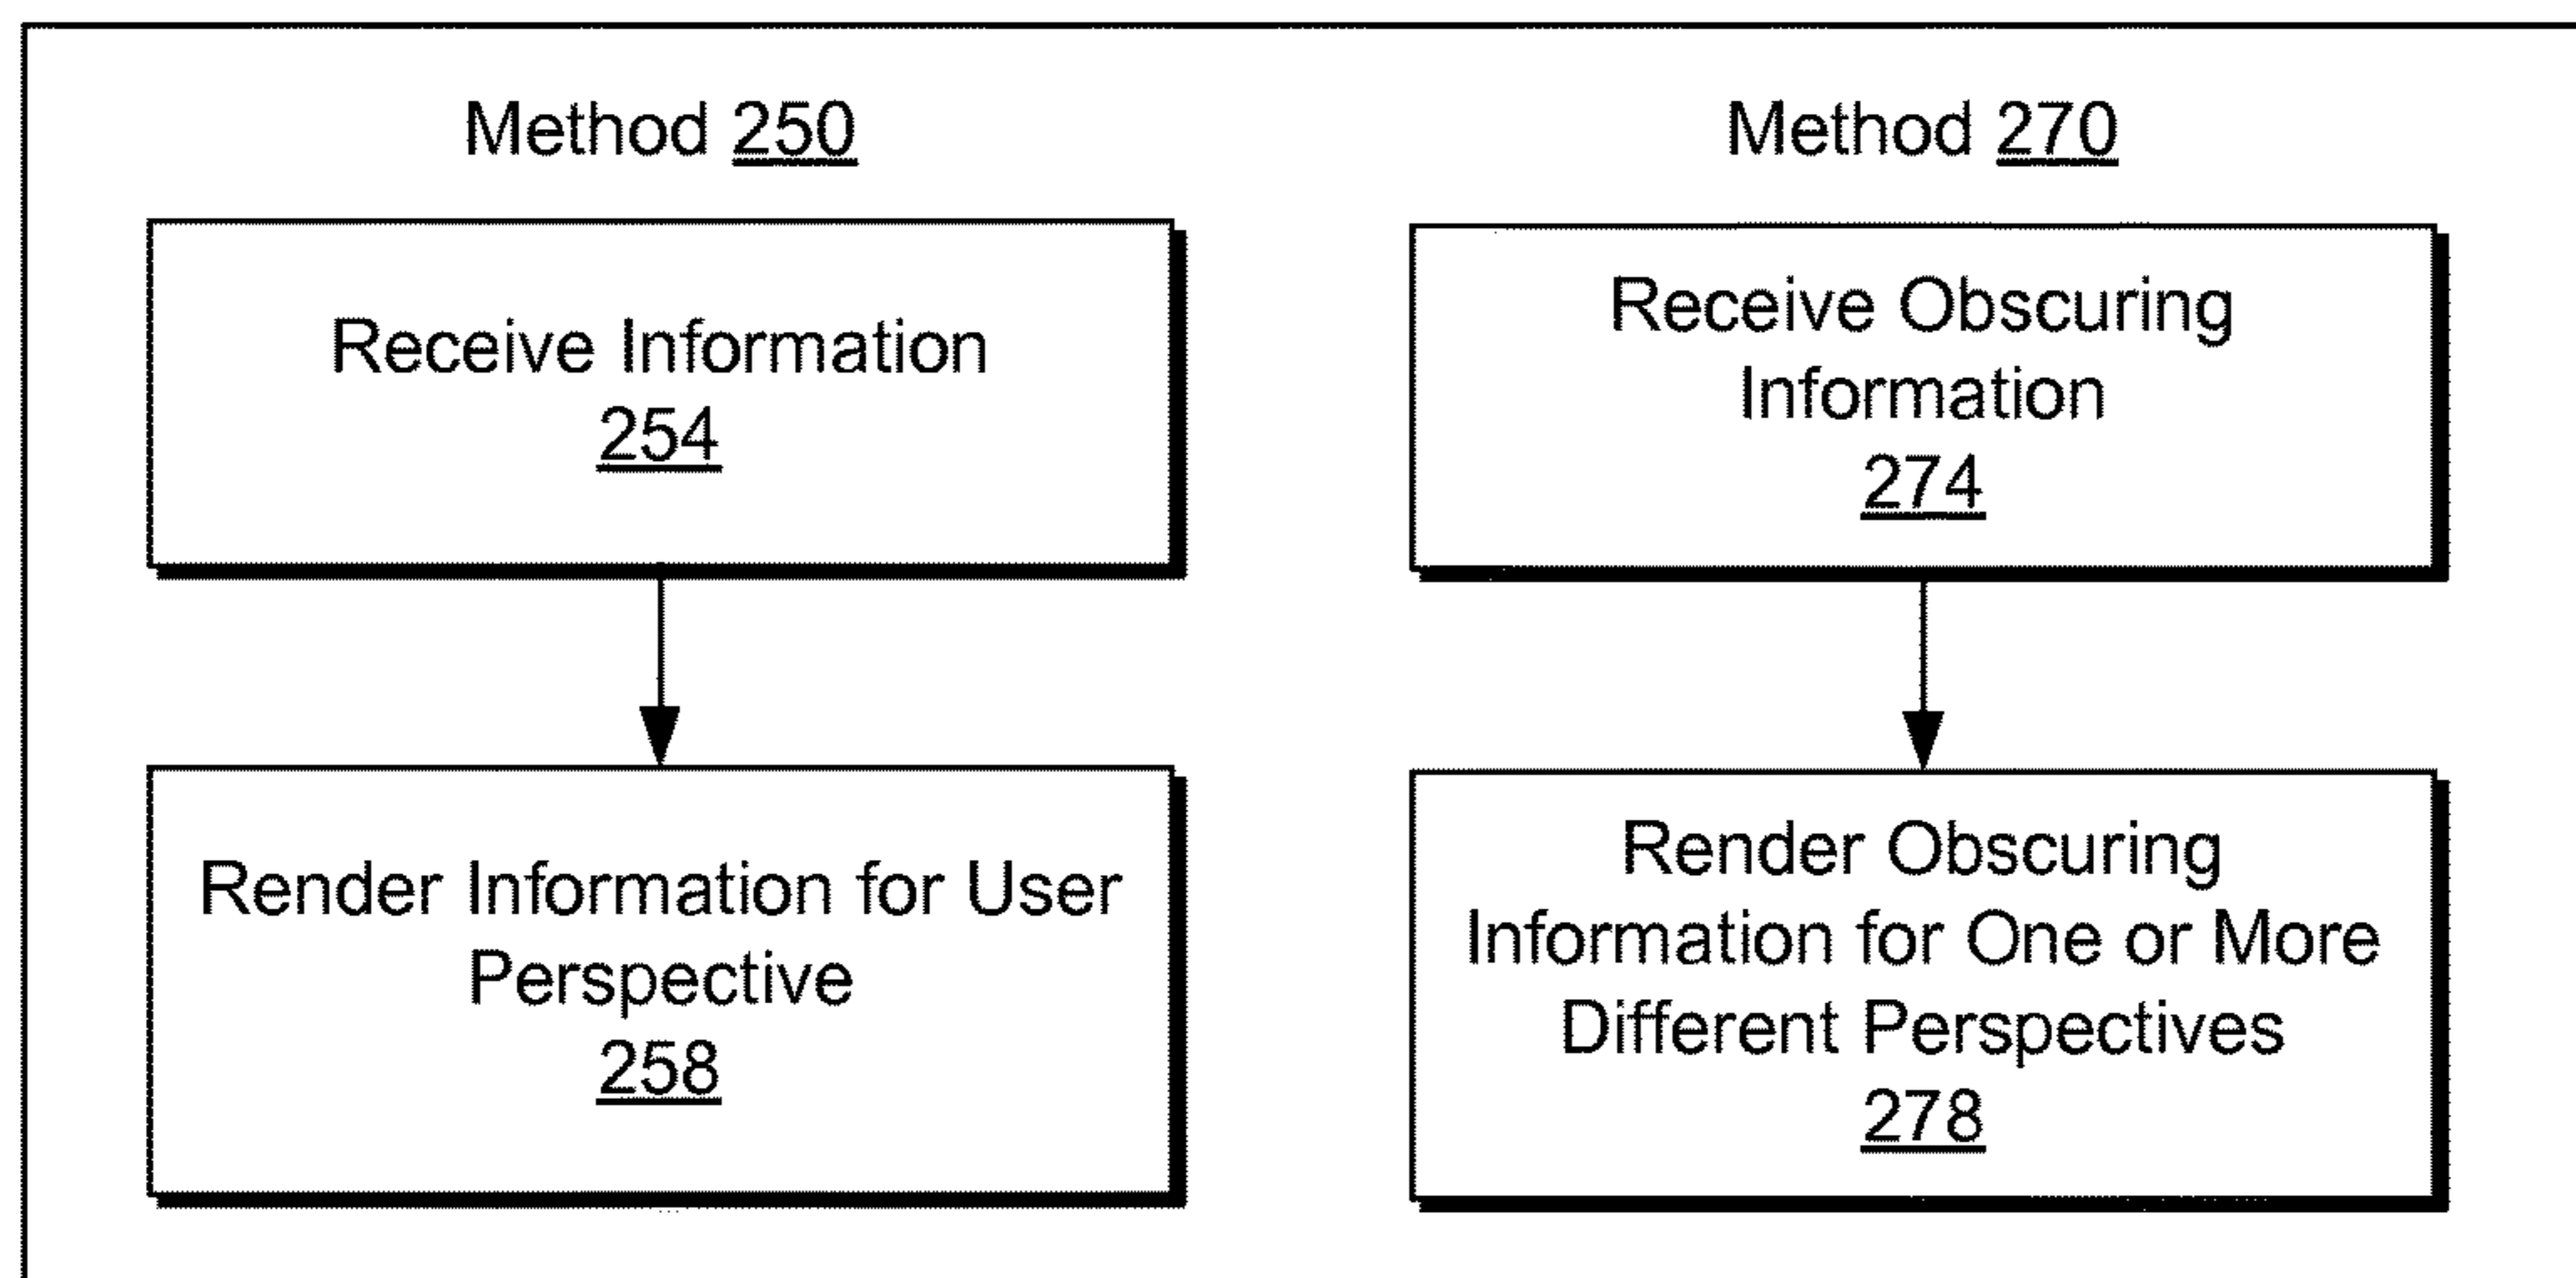 Method 250
Receive Information
254
Render Information for User
Perspective
258
Method 270
Receive Obscuring
Information
274
Render Obscuring
Information for One or More
Different Perspectives
278